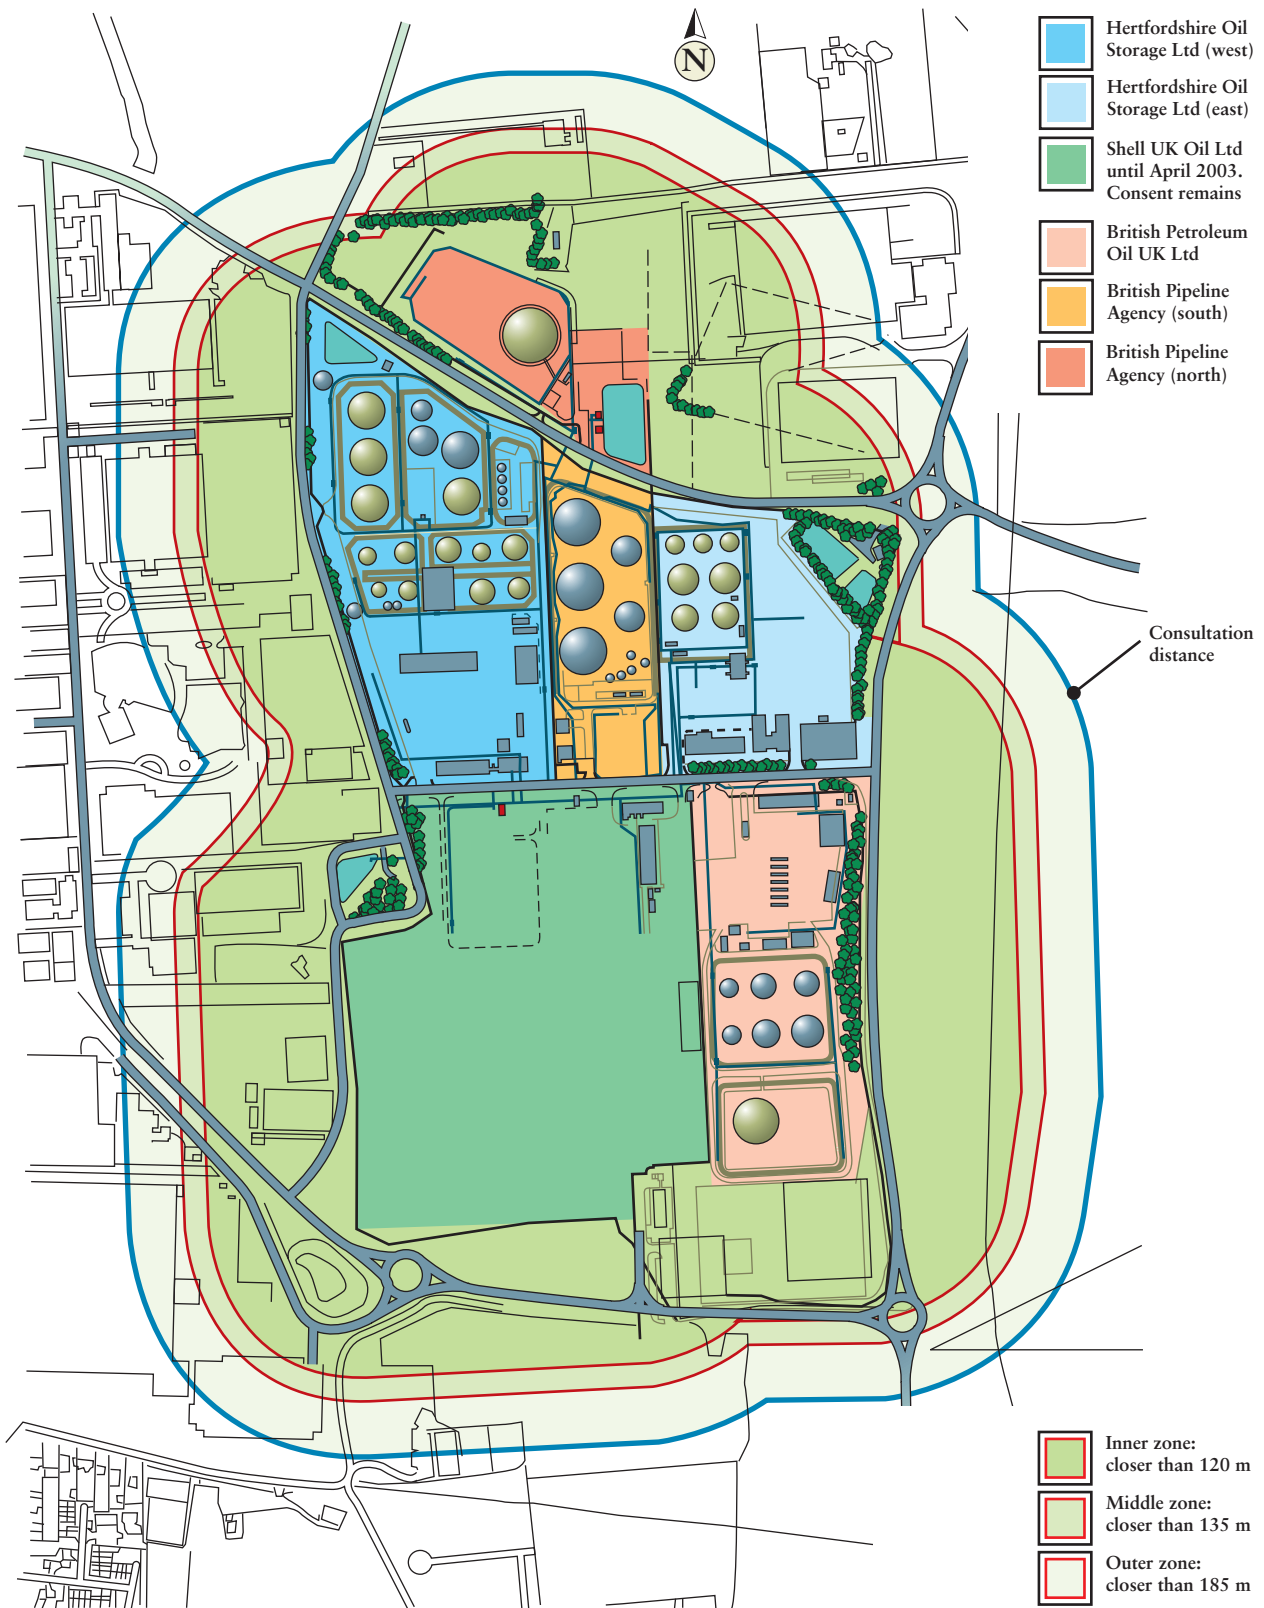 N
Hertfordshire Oil
Storage Ltd (west)
Hertfordshire Oil
Storage Ltd (east)
Shell UK Oil Ltd
until April 2003.
Consent remains
British Petroleum
Oil UK Ltd
British Pipeline
Agency (south)
British Pipeline
Agency (north)
Consultation
distance
Inner zone:
closer than 120 m
Middle zone:
closer than 135 m
Outer zone:
closer than 185 m